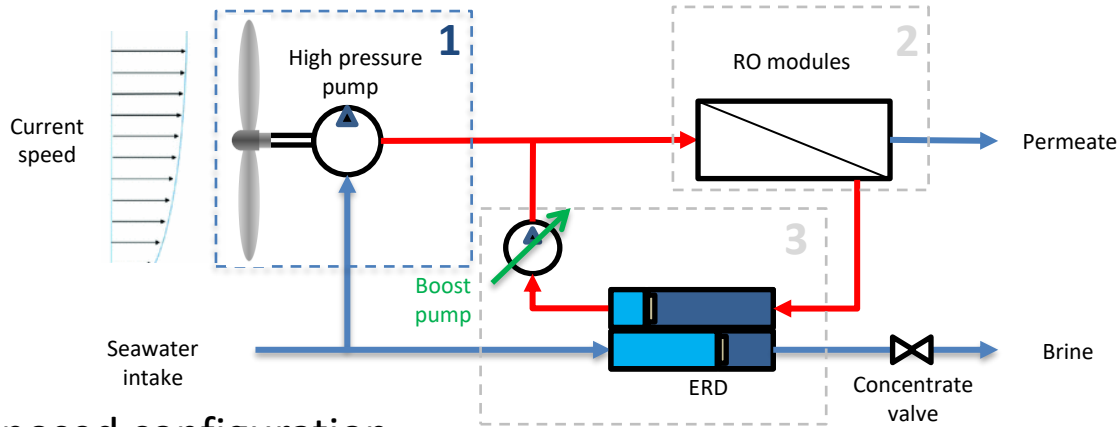 1
2
High pressure
pump
RO modules
Current
speed
Permeate
3
Boost
pump
Seawater
intake
ERD
Brine
Concentrate
valve
configuration